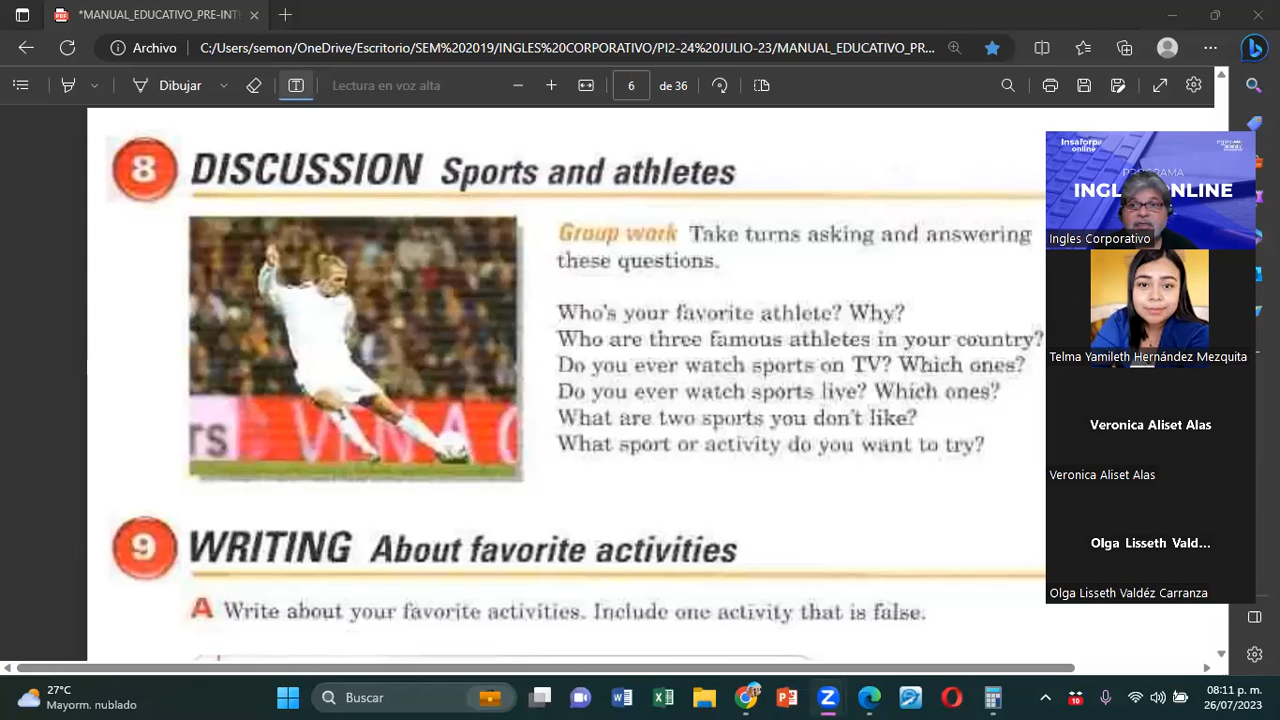 *MANUAL_EDUCATIVO_PRE-INTE
Archivo
C:/Users/semon/OneDrive/Escritorio/SEM%202019/INGLES%20CORPORATIVO/PI2-24%20JULIO-23/MANUAL_EDUCATIVO_PR...
Dibujar
Lectura en voz alta
6
de 36
8
DISCUSSION Sports and athletes
Group work Take turns asking and answering
these questions.
Who's your favorite athlete? Why?
Who are three famous athletes in your country?
Do you ever watch sports on TV? Which ones?
Do you ever watch sports live? Which ones?
What are two sports you don't like?
What sport or activity do you want to try?
9
WRITING About favorite activities
A Write about your favorite activities. Include one activity that is false.
Insaforp
online
Ingles Corporativo
Telma Yamileth Hernández Mezquita
Veronica Aliset Alas
Veronica Aliset Alas
Olga Lisseth Vald...
Olga Lisseth Valdéz Carranza
27°C
Mayorm. nublado
Buscar
10
08:11 p. m.
26/07/2023